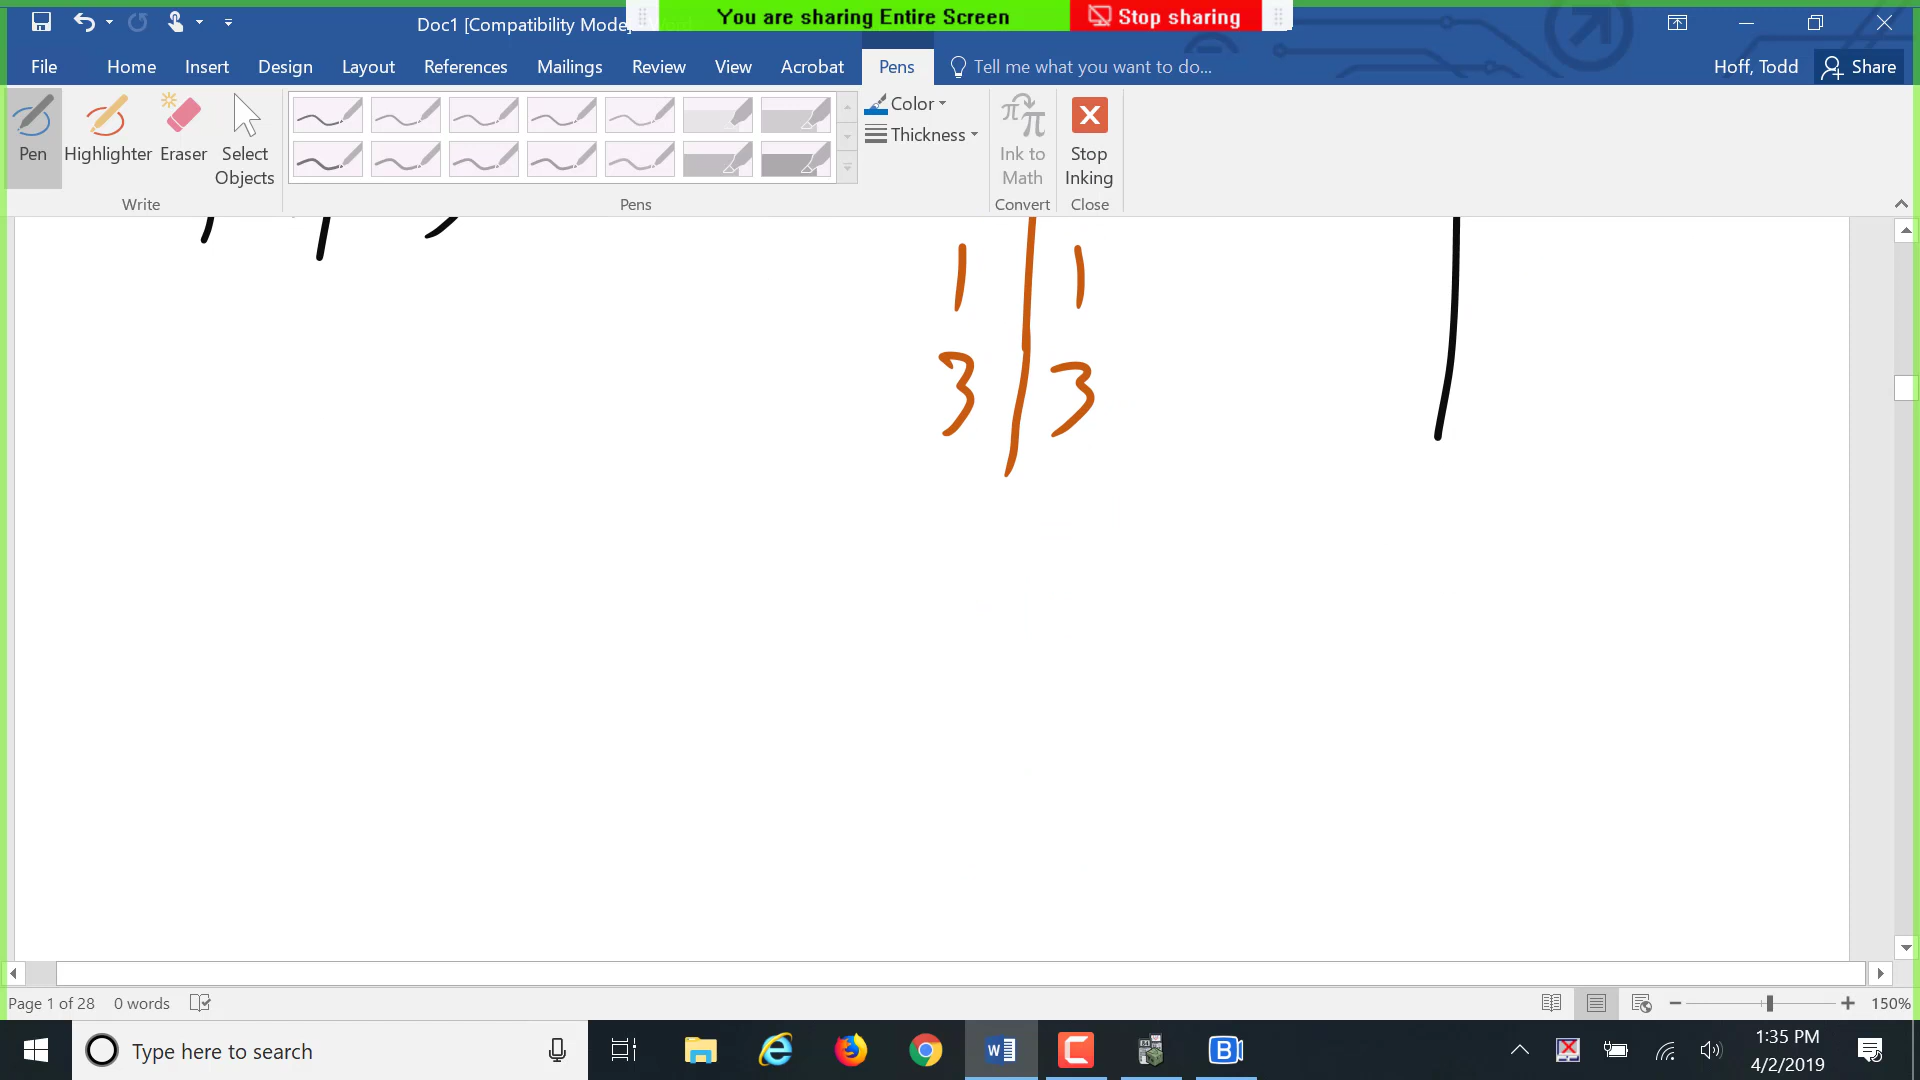 Doc1 [Compatibility Mode]
You are sharing Entire Screen
Stop sharing
File Home Insert Design Layout References Mailings Review View Acrobat Pens Tell me what you want to do...
Hoff, Todd Share
Pen Highlighter Eraser Select Objects
Color
Thickness
Ink to Math
Stop Inking
Write Pens Convert Close
1 1
3 3
Page 1 of 28 0 words
150%
Type here to search
1:35 PM
4/2/2019